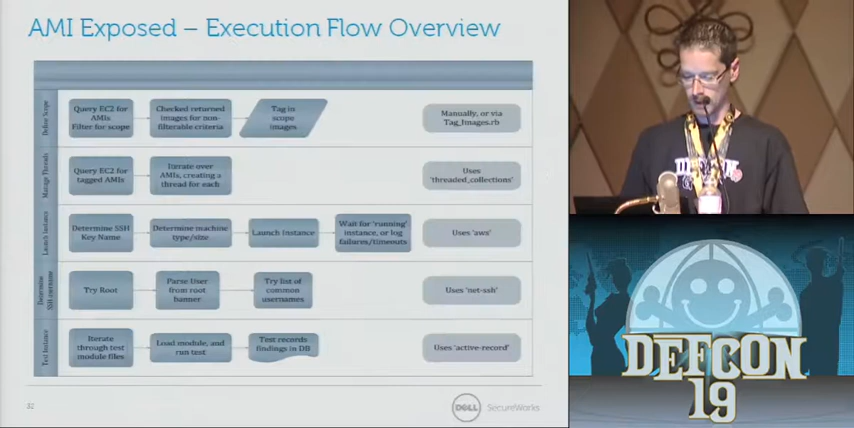 AMI Exposed – Execution Flow Overview
Define Scope
Query EC2 for
AMIs
Filter for scope
Checked returned
images for non-
filterable criteria
Tag in
scope
images
Manually, or via
Tag_Images.rb
Manage Threads
Query EC2 for
tagged AMIs
Iterate over
AMIs, creating a
thread for each
Uses
'threaded_collections'
Launch Instance
Determine SSH
Key Name
Determine machine
type/size
Launch Instance
Wait for 'running'
instance, or log
failures/timeouts
Uses 'aws'
Determine
SSH username
Try Root
Parse User
from root
banner
Try list of
common
usernames
Uses 'net-ssh'
Test Instance
Iterate
through test
module files
Load module, and
run test
Test records
findings in DB
Uses 'active-record'
32
DELL
SecureWorks
DEFCON
19